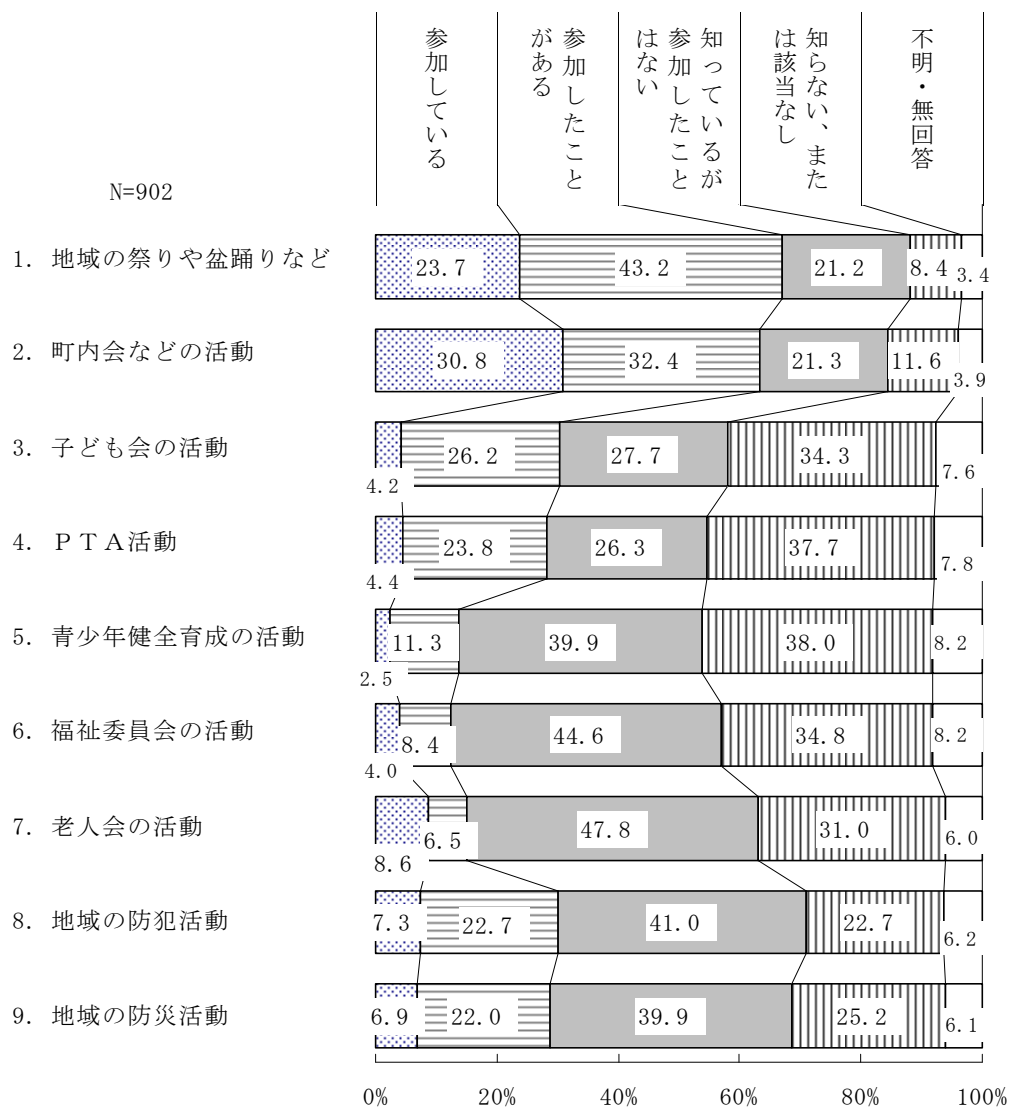 参加している
参加したこと
がある
知っているが
参加したこと
はない
知らない、また
は該当なし
不明・無回答
N=902
1. 地域の祭りや盆踊りなど
23.7
43.2
21.2
8.4
3.4
2. 町内会などの活動
30.8
32.4
21.3
11.6
3.9
3. 子ども会の活動
4.2
26.2
27.7
34.3
7.6
4. ＰＴＡ活動
4.4
23.8
26.3
37.7
7.8
5. 青少年健全育成の活動
2.5
11.3
39.9
38.0
8.2
6. 福祉委員会の活動
4.0
8.4
44.6
34.8
8.2
7. 老人会の活動
8.6
6.5
47.8
31.0
6.0
8. 地域の防犯活動
7.3
22.7
41.0
22.7
6.2
9. 地域の防災活動
6.9
22.0
39.9
25.2
6.1
0%
20%
40%
60%
80%
100%